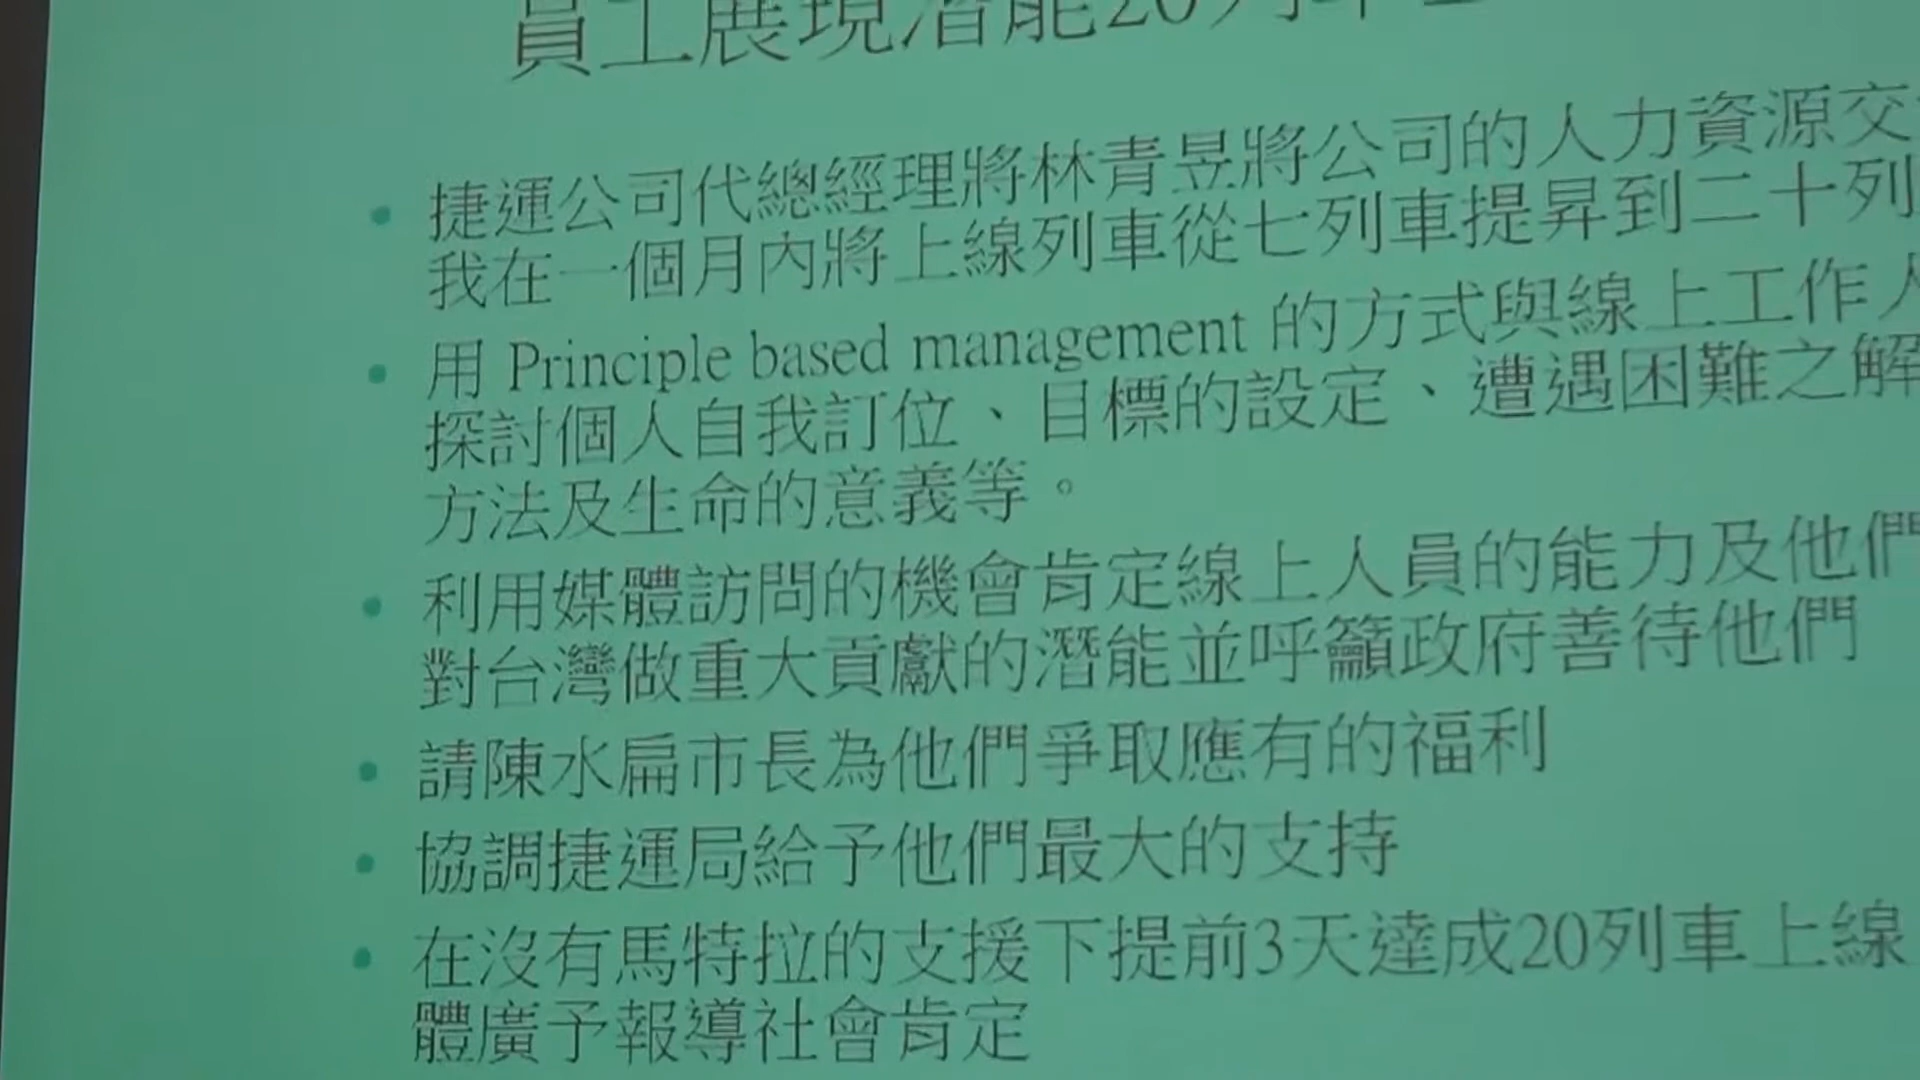 員工展現潛能20列車
• 捷運公司代總經理將林青昱將公司的人力資源交
我在一個月內將上線列車從七列車提昇到二十列
• 用 Principle based management 的方式與線上工作人
探討個人自我訂位、目標的設定、遭遇困難之解
方法及生命的意義等。
• 利用媒體訪問的機會肯定線上人員的能力及他們
對台灣做重大貢獻的潛能並呼籲政府善待他們
• 請陳水扁市長為他們爭取應有的福利
• 協調捷運局給予他們最大的支持
• 在沒有馬特拉的支援下提前3天達成20列車上線
體廣予報導社會肯定